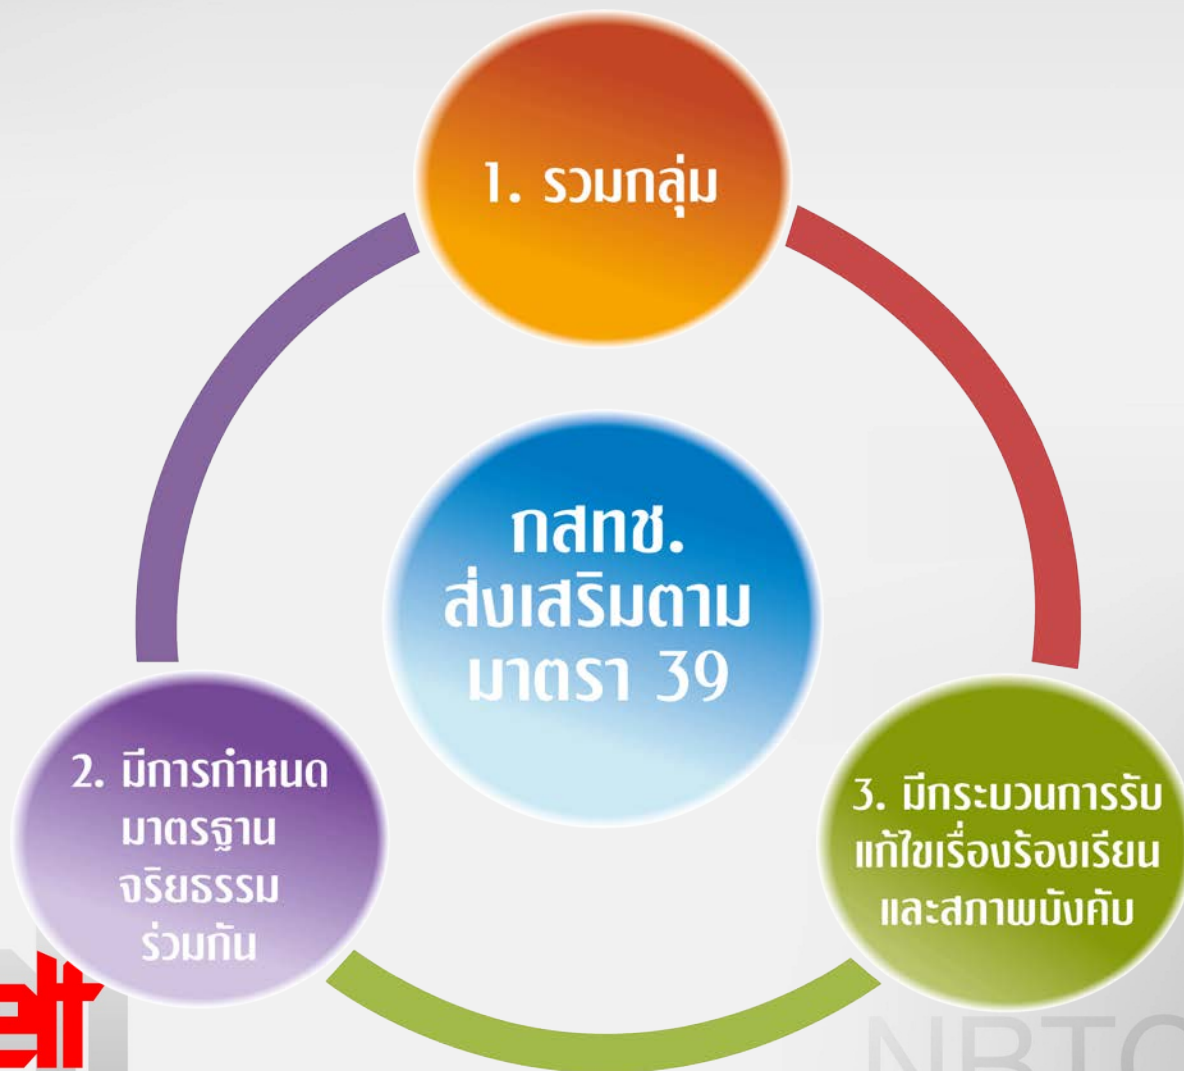 1. รวมกลุ่ม
กสทช.
ส่งเสริมตาม
มาตรา 39
2. มีการกำหนด
มาตรฐาน
จริยธรรม
ร่วมกัน
3. มีกระบวนการรับ
แก้ไขเรื่องร้องเรียน
และสภาพบังคับ
NBTC